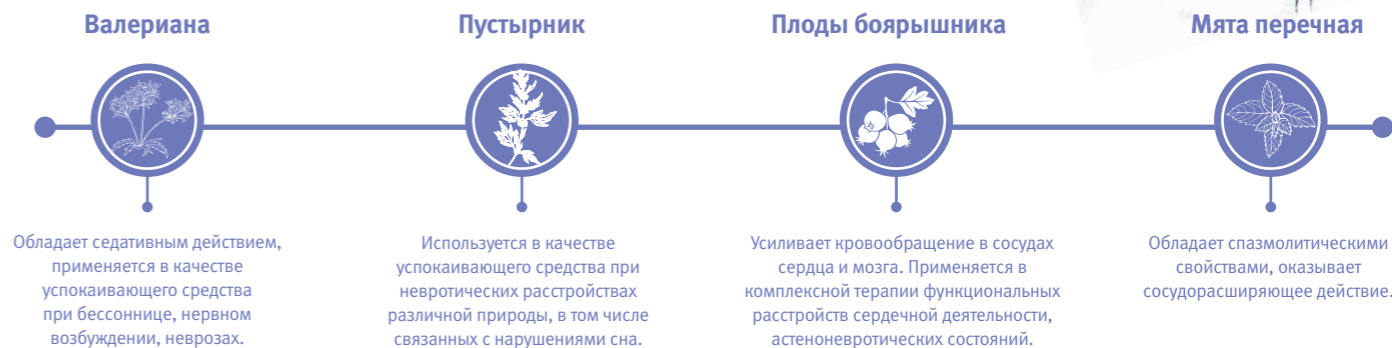 Валериана
Обладает седативным действием,
применяется в качестве
успокаивающего средства
при бессоннице, нервном
возбуждении, неврозах.
Пустырник
Используется в качестве
успокаивающего средства при
невротических расстройствах
различной природы, в том числе
связанных с нарушениями сна.
Плоды боярышника
Усиливает кровообращение в сосудах
сердца и мозга. Применяется в
комплексной терапии функциональных
расстройств сердечной деятельности,
астеноневротических состояний.
Мята перечная
Обладает спазмолитическими
свойствами, оказывает
сосудорасширяющее действие.